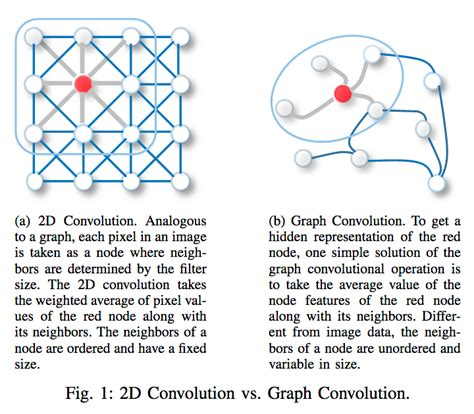 (a) 2D Convolution. Analogous
to a graph, each pixel in an image
is taken as a node where neigh-
bors are determined by the filter
size. The 2D convolution takes
the weighted average of pixel val-
ues of the red node along with
its neighbors. The neighbors of a
node are ordered and have a fixed
size.
(b) Graph Convolution. To get a
hidden representation of the red
node, one simple solution of the
graph convolutional operation is
to take the average value of the
node features of the red node
along with its neighbors. Differ-
ent from image data, the neigh-
bors of a node are unordered and
variable in size.
Fig. 1: 2D Convolution vs. Graph Convolution.